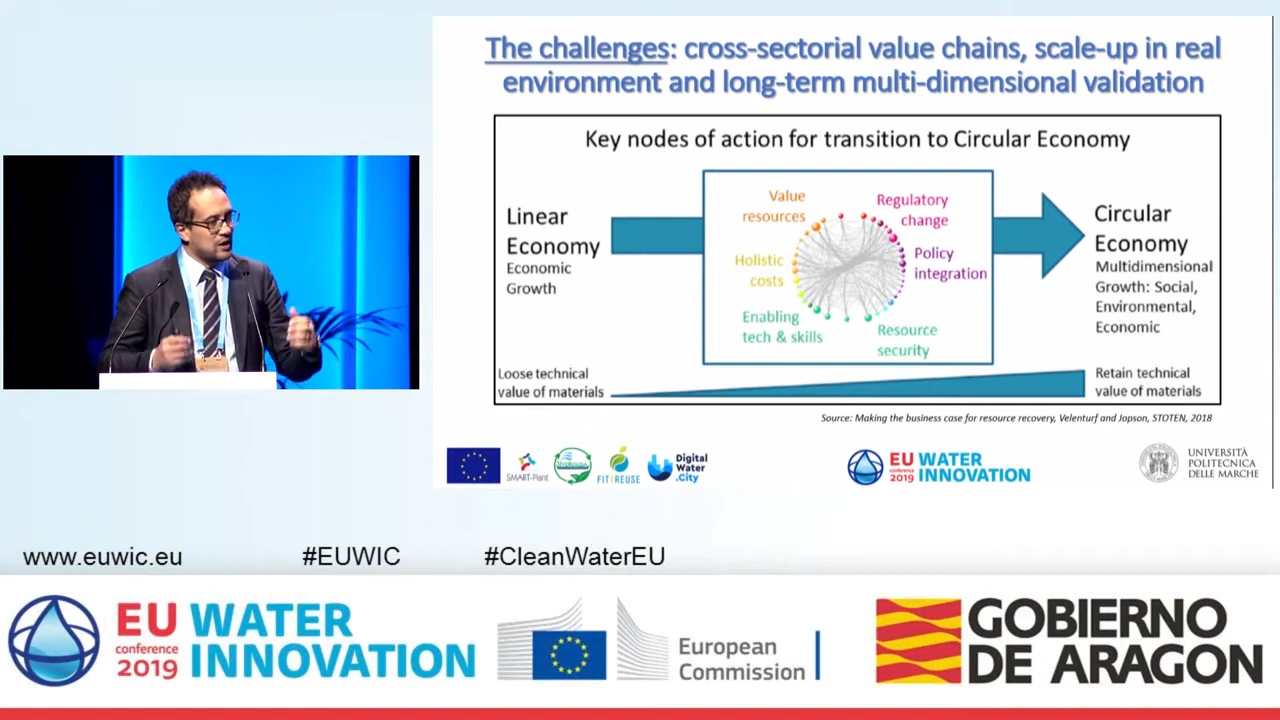 The challenges: cross-sectorial value chains, scale-up in real
environment and long-term multi-dimensional validation
Key nodes of action for transition to Circular Economy
Linear
Economy
Economic
Growth
Value
resources
Regulatory
change
Holistic
costs
Policy
integration
Enabling
tech & skills
Resource
security
Circular
Economy
Multidimensional
Growth: Social,
Environmental,
Economic
Loose technical
value of materials
Retain technical
value of materials
Source: Making the business case for resource recovery, Velenturf and Jopson, STOTEN, 2018
SMART-Plant
FIT4REUSE
Digital
Water
.City
EU WATER
conference
2019 INNOVATION
UNIVERSITÀ
POLITECNICA
DELLE MARCHE
www.euwic.eu
#EUWIC
#CleanWaterEU
EU WATER
conference
2019 INNOVATION
European
Commission
GOBIERNO
DE ARAGON